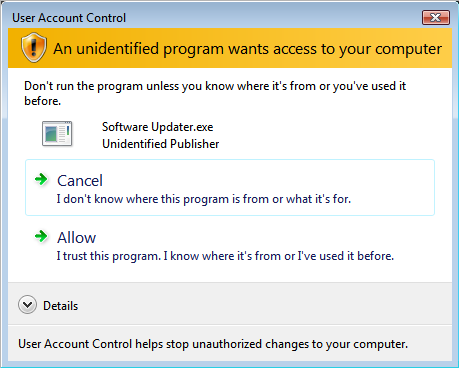 User Account Control
An unidentified program wants access to your computer
Don't run the program unless you know where it's from or you've used it
before.
Software Updater.exe
Unidentified Publisher
Cancel
I don't know where this program is from or what it's for.
Allow
I trust this program. I know where it's from or I've used it before.
Details
User Account Control helps stop unauthorized changes to your computer.